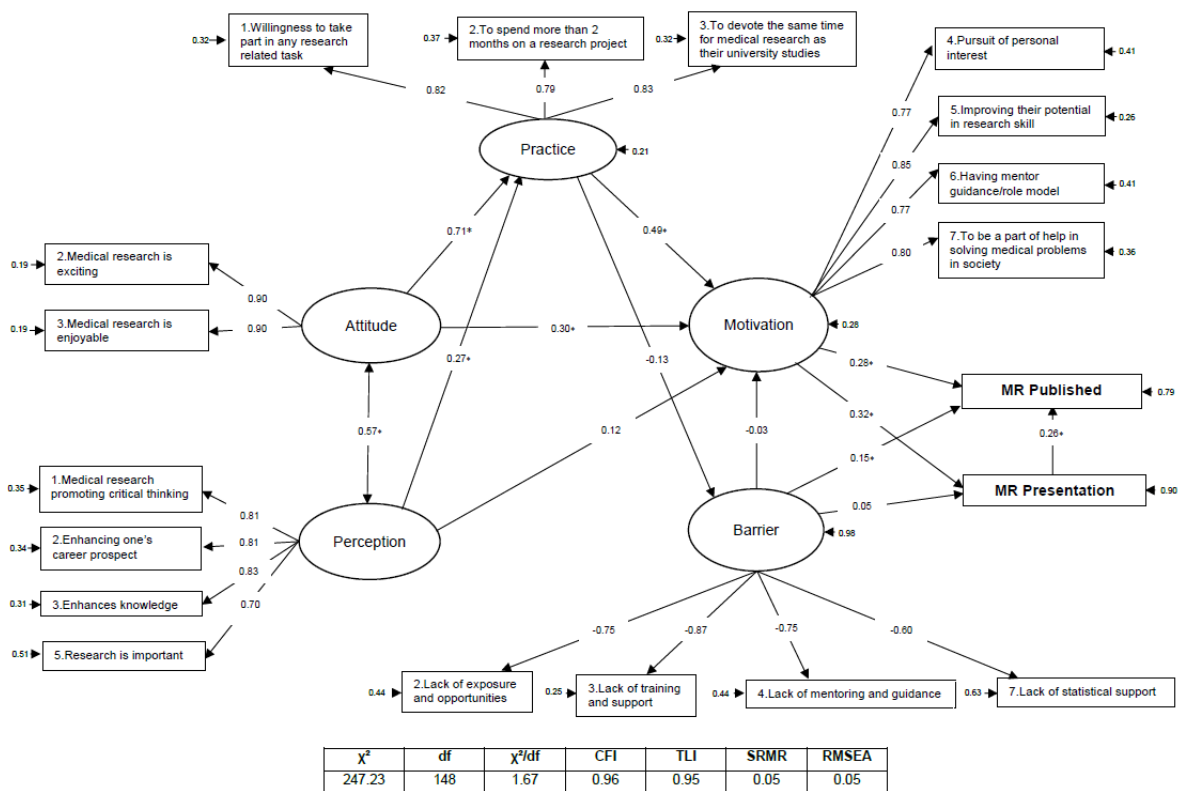 1.Willingness to take
part in any research
related task
0.32
2.To spend more than 2
months on a research project
0.37
3.To devote the same time
for medical research as
their university studies
0.32
4.Pursuit of personal
interest
0.41
0.82
0.79
0.83
0.77
5.Improving their potential
in research skill
0.26
Practice
0.21
0.85
6.Having mentor
guidance/role model
0.41
0.77
0.71*
0.49*
7.To be a part of help in
solving medical problems
in society
0.36
0.80
2.Medical research is
exciting
0.19
0.90
3.Medical research is
enjoyable
0.19
0.90
Attitude
0.30*
Motivation
0.28
0.27*
-0.13
0.28*
MR Published
0.79
0.57*
0.12
-0.03
0.32*
0.15*
0.26*
1.Medical research
promoting critical thinking
0.35
0.81
MR Presentation
0.90
0.05
2.Enhancing one's
career prospect
0.34
0.81
Perception
Barrier
0.98
0.83
3.Enhances knowledge
0.31
0.70
5.Research is important
0.51
-0.75
-0.87
-0.75
-0.60
2.Lack of exposure
and opportunities
0.44
3.Lack of training
and support
0.25
4.Lack of mentoring and guidance
0.44
7.Lack of statistical support
0.63
χ² df χ²/df CFI TLI SRMR RMSEA
247.23 148 1.67 0.96 0.95 0.05 0.05